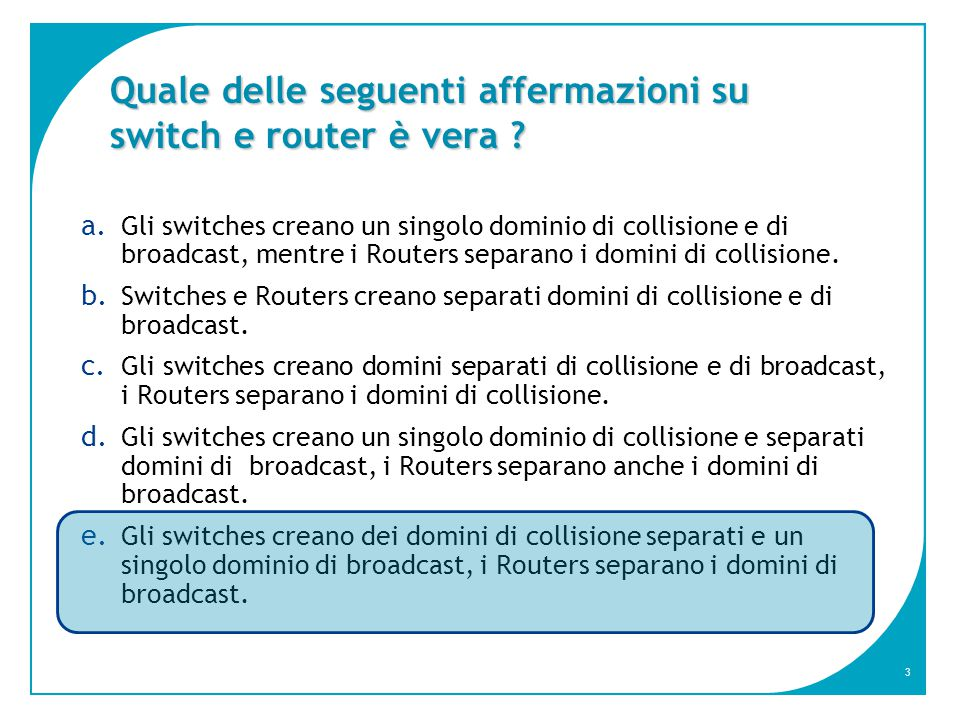 Quale delle seguenti affermazioni su
switch e router è vera ?
a. Gli switches creano un singolo dominio di collisione e di
broadcast, mentre i Routers separano i domini di collisione.
b. Switches e Routers creano separati domini di collisione e di
broadcast.
c. Gli switches creano domini separati di collisione e di broadcast,
i Routers separano i domini di collisione.
d. Gli switches creano un singolo dominio di collisione e separati
domini di  broadcast, i Routers separano anche i domini di
broadcast.
e. Gli switches creano dei domini di collisione separati e un
singolo dominio di broadcast, i Routers separano i domini di
broadcast.
3